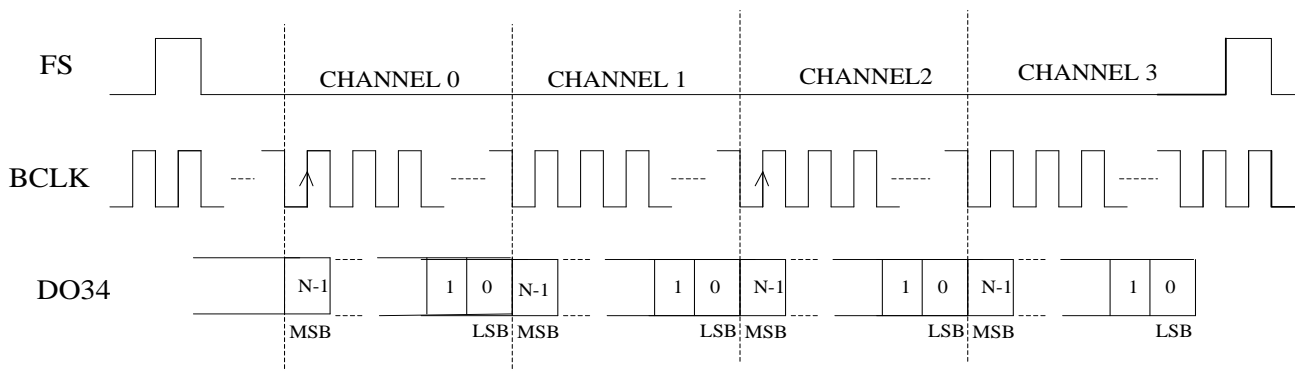 FS
CHANNEL 0 CHANNEL 1 CHANNEL2 CHANNEL 3
BCLK
DO34
N-1 1 0 N-1 1 0 N-1 1 0 N-1 1 0
MSB LSB MSB LSB MSB LSB MSB LSB